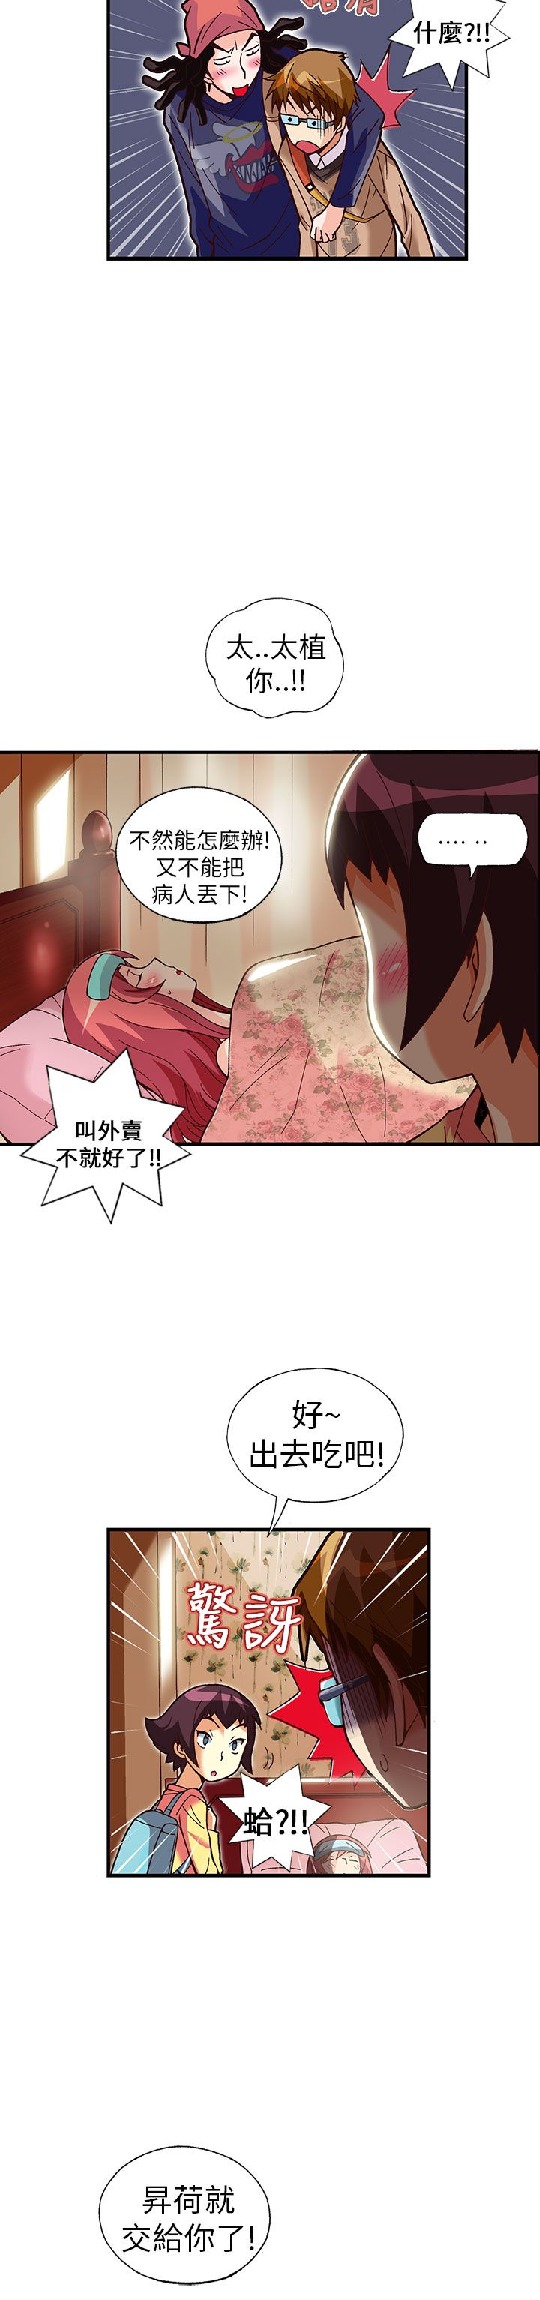 什麼?!!
太..太植
你..!!
不然能怎麼辦!
又不能把
病人丟下!
.... ..
叫外賣
不就好了!!
好~
出去吃吧!
驚訝
蛤?!!
昇荷就
交給你了!